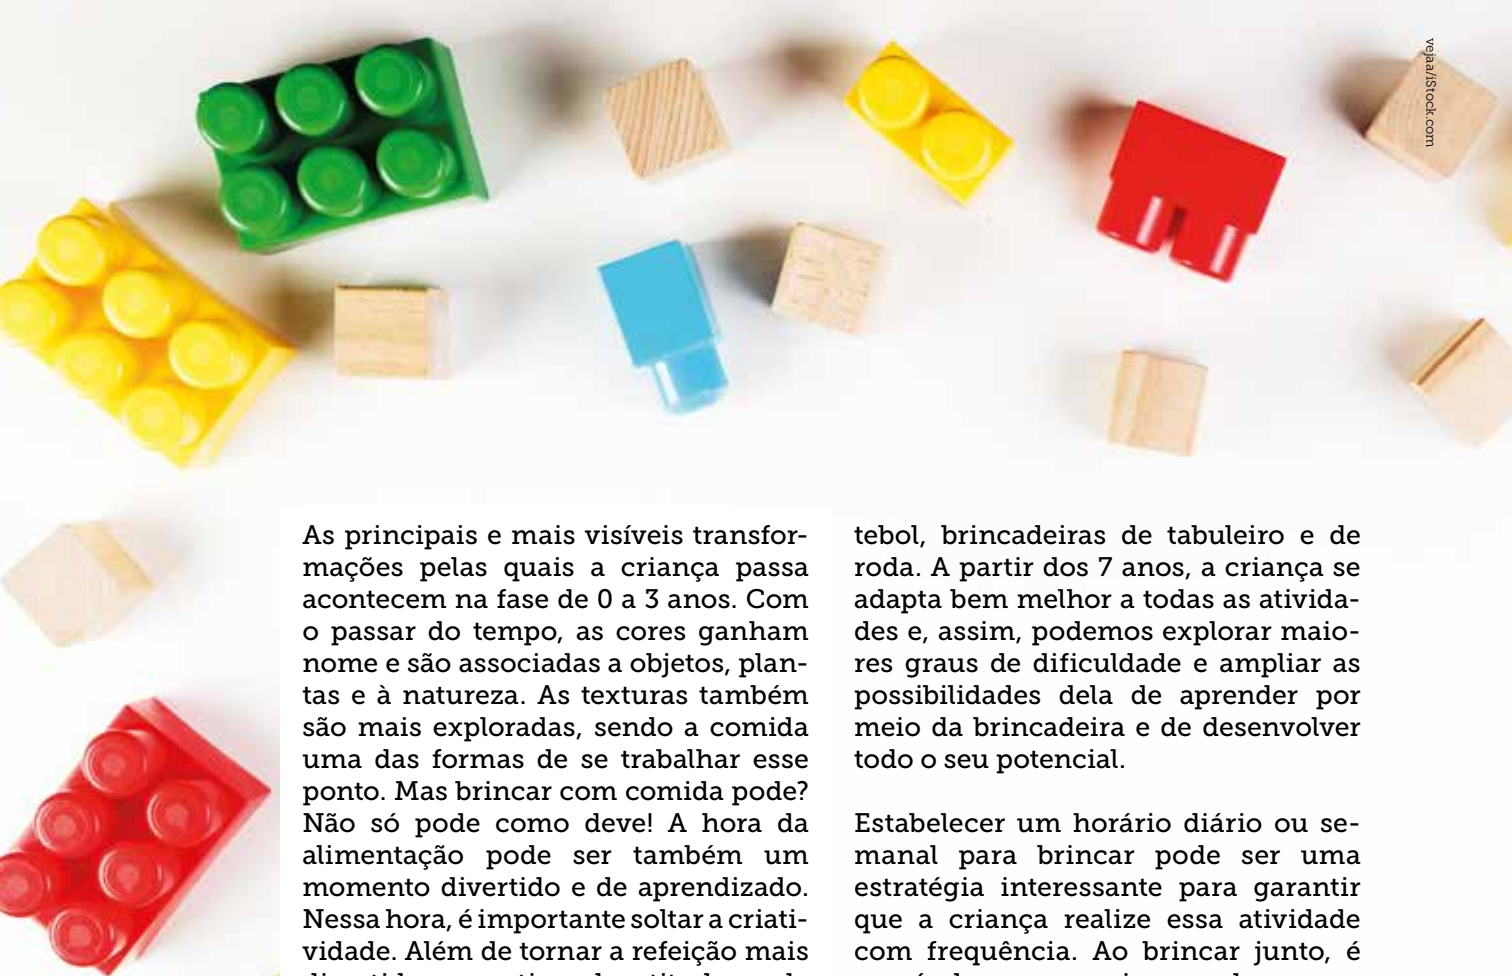 vejaa/iStock.com
As principais e mais visíveis transfor-
mações pelas quais a criança passa
acontecem na fase de 0 a 3 anos. Com
o passar do tempo, as cores ganham
nome e são associadas a objetos, plan-
tas e à natureza. As texturas também
são mais exploradas, sendo a comida
uma das formas de se trabalhar esse
ponto. Mas brincar com comida pode?
Não só pode como deve! A hora da
alimentação pode ser também um
momento divertido e de aprendizado.
Nessa hora, é importante soltar a criati-
vidade. Além de tornar a refeição mais
tebol, brincadeiras de tabuleiro e de
roda. A partir dos 7 anos, a criança se
adapta bem melhor a todas as ativida-
des e, assim, podemos explorar maio-
res graus de dificuldade e ampliar as
possibilidades dela de aprender por
meio da brincadeira e de desenvolver
todo o seu potencial.
Estabelecer um horário diário ou se-
manal para brincar pode ser uma
estratégia interessante para garantir
que a criança realize essa atividade
com frequência. Ao brincar junto, é